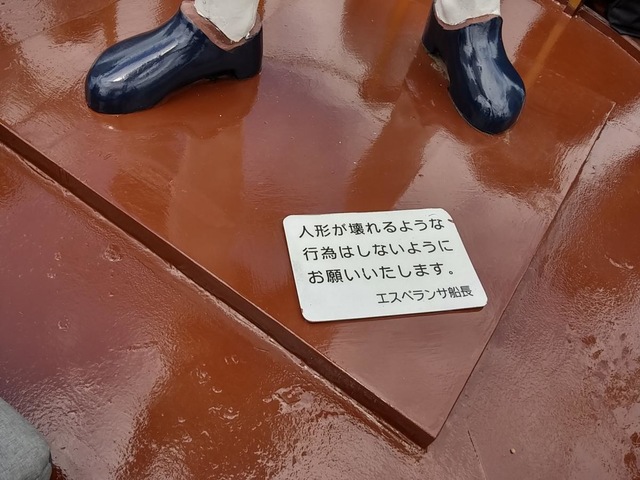 人形が壊れるような
行為はしないように
お願いいたします。
エスペランサ船長